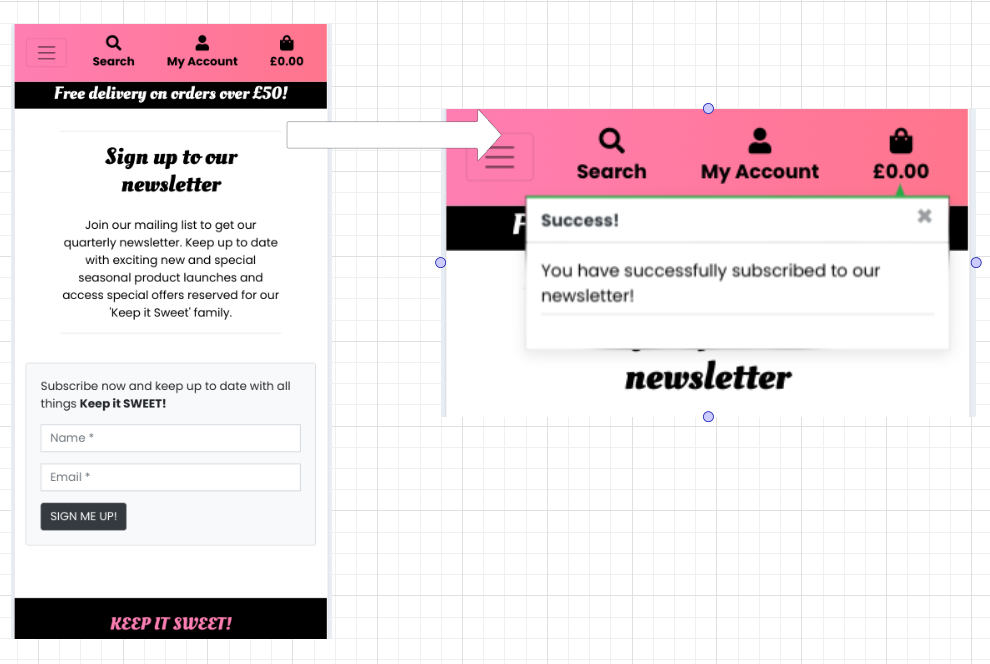 Search My Account £0.00
Free delivery on orders over £50!
Sign up to our
newsletter
Join our mailing list to get our
quarterly newsletter. Keep up to date
with exciting new and special
seasonal product launches and
access special offers reserved for our
'Keep it Sweet' family.
Subscribe now and keep up to date with all
things Keep it SWEET!
Name *
Email *
SIGN ME UP!
KEEP IT SWEET!
Search My Account £0.00
F
Success!
You have successfully subscribed to our
newsletter!
newsletter